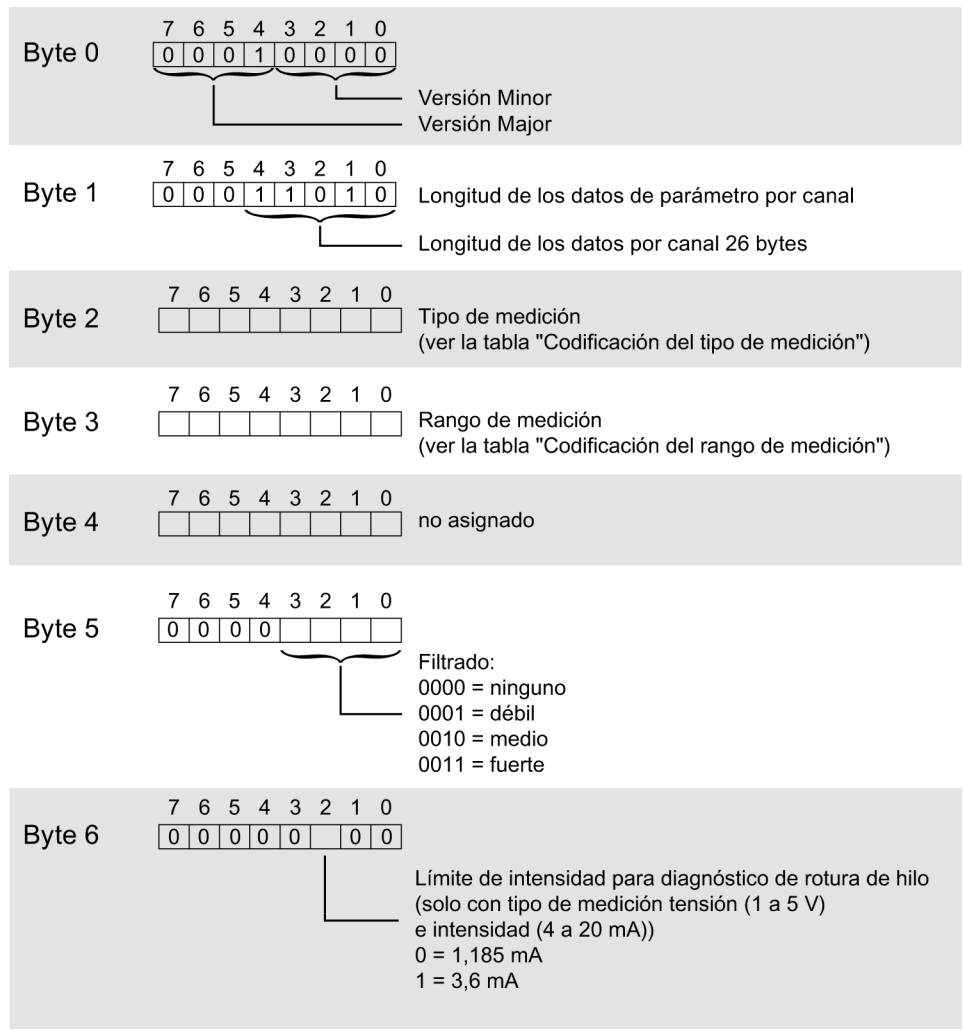 7 6 5 4 3 2 1 0
Byte 0
0 0 0 1 0 0 0 0
Versión Minor
Versión Major
7 6 5 4 3 2 1 0
Byte 1
0 0 0 1 1 0 1 0
Longitud de los datos de parámetro por canal
Longitud de los datos por canal 26 bytes
7 6 5 4 3 2 1 0
Byte 2
Tipo de medición
(ver la tabla "Codificación del tipo de medición")
7 6 5 4 3 2 1 0
Byte 3
Rango de medición
(ver la tabla "Codificación del rango de medición")
7 6 5 4 3 2 1 0
Byte 4
no asignado
7 6 5 4 3 2 1 0
Byte 5
0 0 0 0
Filtrado:
0000 = ninguno
0001 = débil
0010 = medio
0011 = fuerte
7 6 5 4 3 2 1 0
Byte 6
0 0 0 0 0 0 0
Límite de intensidad para diagnóstico de rotura de hilo
(solo con tipo de medición tensión (1 a 5 V)
e intensidad (4 a 20 mA))
0 = 1,185 mA
1 = 3,6 mA